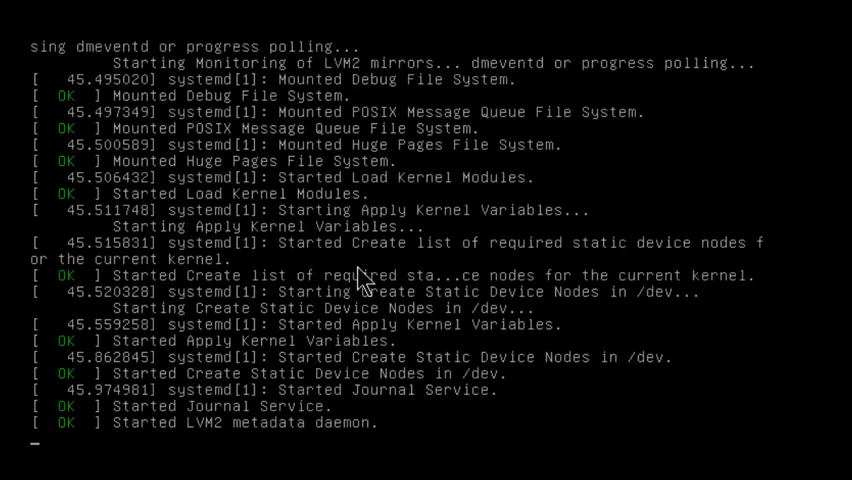 sing dmeventd or progress polling...
Starting Monitoring of LVM2 mirrors... dmeventd or progress polling...
[   45.495020] systemd[1]: Mounted Debug File System.
[  OK  ] Mounted Debug File System.
[   45.497349] systemd[1]: Mounted POSIX Message Queue File System.
[  OK  ] Mounted POSIX Message Queue File System.
[   45.500589] systemd[1]: Mounted Huge Pages File System.
[  OK  ] Mounted Huge Pages File System.
[   45.506432] systemd[1]: Started Load Kernel Modules.
[  OK  ] Started Load Kernel Modules.
[   45.511748] systemd[1]: Starting Apply Kernel Variables...
Starting Apply Kernel Variables...
[   45.515831] systemd[1]: Started Create list of required static device nodes f
or the current kernel.
[  OK  ] Started Create list of required sta...ce nodes for the current kernel.
[   45.520328] systemd[1]: Starting Create Static Device Nodes in /dev...
Starting Create Static Device Nodes in /dev...
[   45.559258] systemd[1]: Started Apply Kernel Variables.
[  OK  ] Started Apply Kernel Variables.
[   45.862845] systemd[1]: Started Create Static Device Nodes in /dev.
[  OK  ] Started Create Static Device Nodes in /dev.
[   45.974981] systemd[1]: Started Journal Service.
[  OK  ] Started Journal Service.
[  OK  ] Started LVM2 metadata daemon.